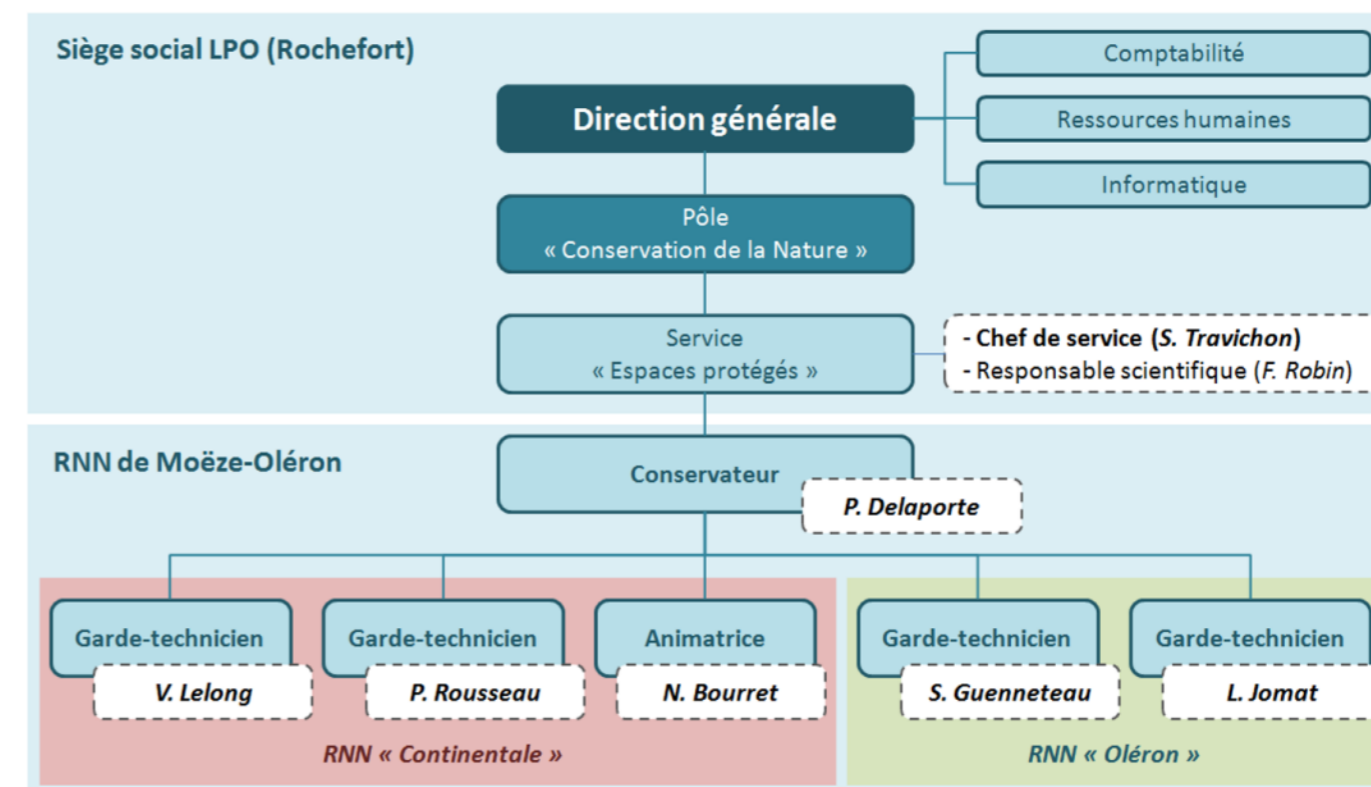 Siège social LPO (Rochefort)
Comptabilité
Direction générale
Ressources humaines
Informatique
Pôle
« Conservation de la Nature »
Service
« Espaces protégés »
- Chef de service (S. Travichon)
- Responsable scientifique (F. Robin)
RNN de Moëze-Oléron
Conservateur
P. Delaporte
Garde-technicien
V. Lelong
Garde-technicien
P. Rousseau
Animatrice
N. Bourret
Garde-technicien
S. Guenneteau
Garde-technicien
L. Jomat
RNN « Continentale »
RNN « Oléron »